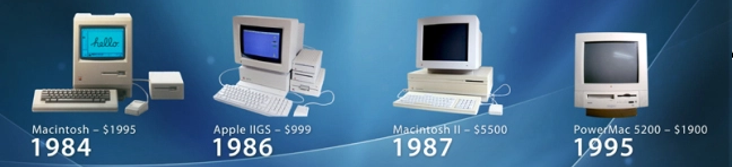 hello
Macintosh – $1995
1984
Apple IIGS – $999
1986
Macintosh II – $5500
1987
PowerMac 5200 – $1900
1995